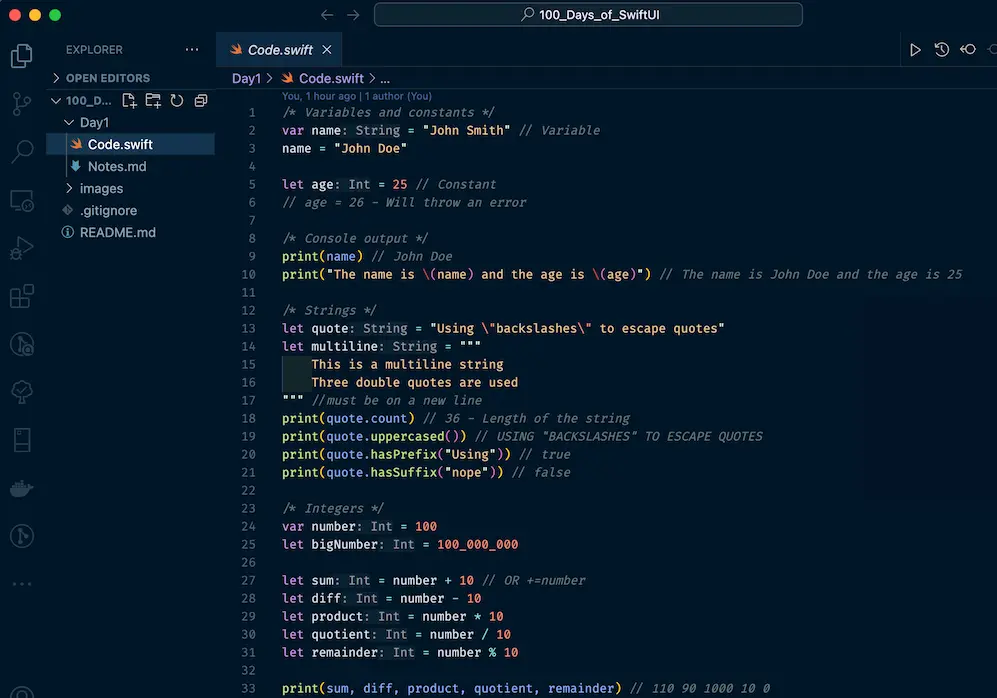 100_Days_of_SwiftUI
EXPLORER
OPEN EDITORS
100_D...
Day1
Code.swift
Notes.md
images
.gitignore
README.md
Code.swift
Day1 > Code.swift > ...
You, 1 hour ago | 1 author (You)
1 /* Variables and constants */
2 var name: String = "John Smith" // Variable
3 name = "John Doe"
4
5 let age: Int = 25 // Constant
6 // age = 26 - Will throw an error
7
8 /* Console output */
9 print(name) // John Doe
10 print("The name is \(name) and the age is \(age)") // The name is John Doe and the age is 25
11
12 /* Strings */
13 let quote: String = "Using \"backslashes\" to escape quotes"
14 let multiline: String = """
15 This is a multiline string
16 Three double quotes are used
17 """ //must be on a new line
18 print(quote.count) // 36 - Length of the string
19 print(quote.uppercased()) // USING "BACKSLASHES" TO ESCAPE QUOTES
20 print(quote.hasPrefix("Using")) // true
21 print(quote.hasSuffix("nope")) // false
22
23 /* Integers */
24 var number: Int = 100
25 let bigNumber: Int = 100_000_000
26
27 let sum: Int = number + 10 // OR +=number
28 let diff: Int = number - 10
29 let product: Int = number * 10
30 let quotient: Int = number / 10
31 let remainder: Int = number % 10
32
33 print(sum, diff, product, quotient, remainder) // 110 90 1000 10 0